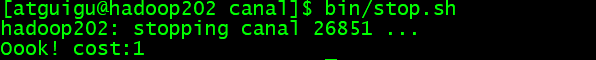 [atguigu@hadoop202 canal]$ bin/stop.sh
hadoop202: stopping canal 26851 ...
Oook! cost:1